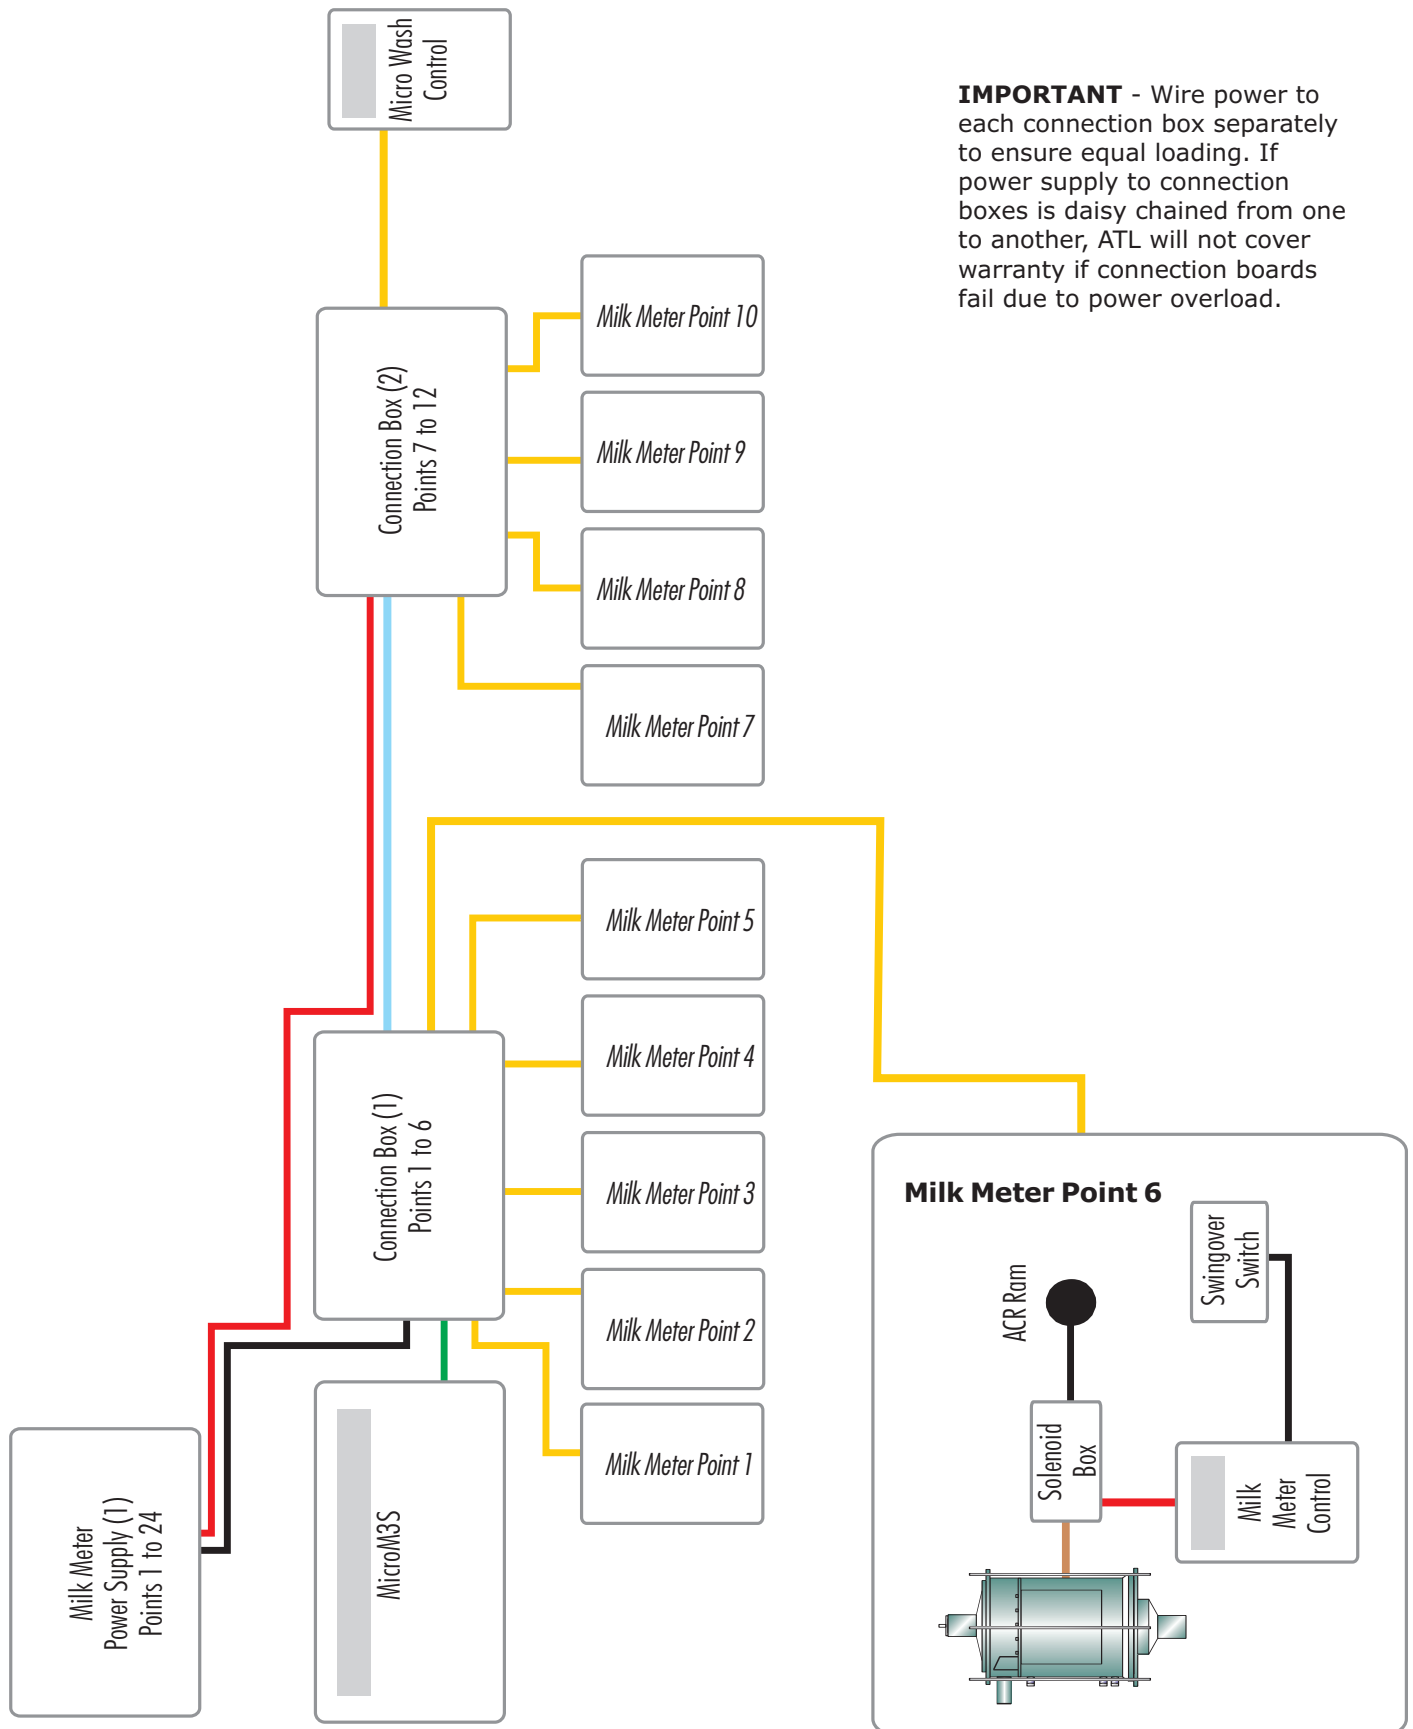 Micro Wash
Control
IMPORTANT - Wire power to
each connection box separately
to ensure equal loading. If
power supply to connection
boxes is daisy chained from one
to another, ATL will not cover
warranty if connection boards
fail due to power overload.
Milk Meter Point 10
Connection Box (2)
Points 7 to 12
Milk Meter Point 9
Milk Meter Point 8
Milk Meter Point 7
Milk Meter Point 5
Milk Meter Point 4
Connection Box (1)
Points 1 to 6
Milk Meter Point 3
Milk Meter Point 2
Milk Meter Point 1
Milk Meter Point 6
Swingover
Switch
ACR Ram
Solenoid
Box
Milk
Meter
Control
Milk Meter
Power Supply (1)
Points 1 to 24
MicroM3S